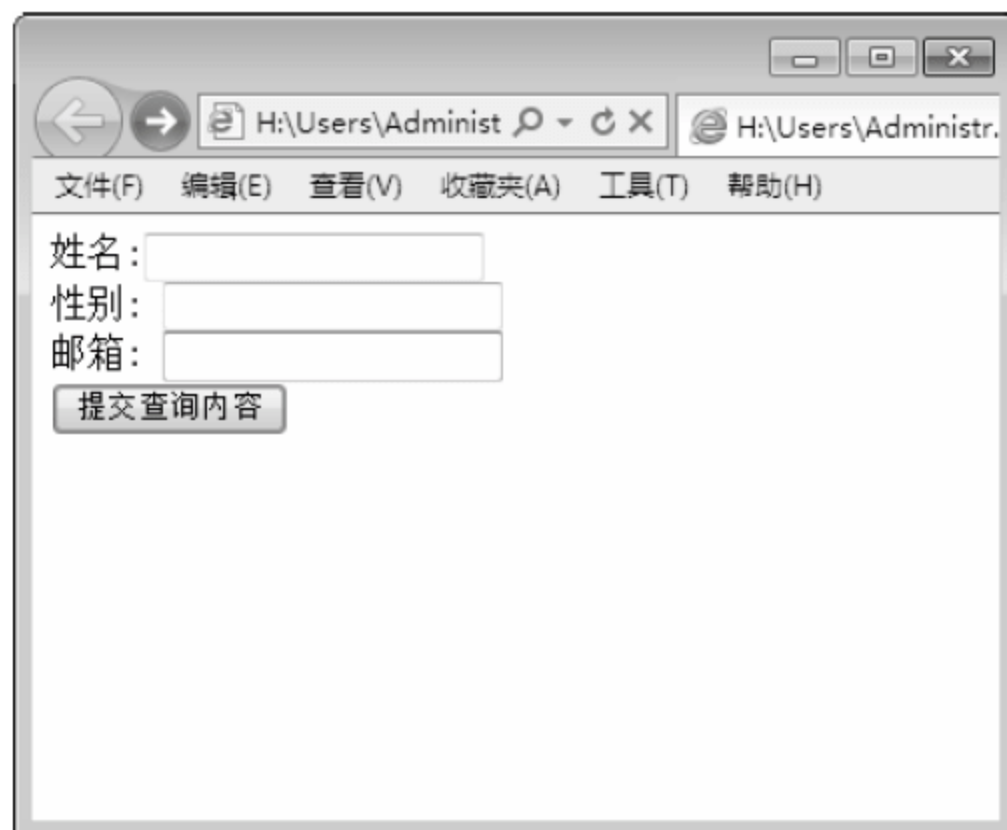 H:\Users\Administ
H:\Users\Administr.
文件(F) 编辑(E) 查看(V) 收藏夹(A) 工具(T) 帮助(H)
姓名:
性别:
邮箱:
提交查询内容